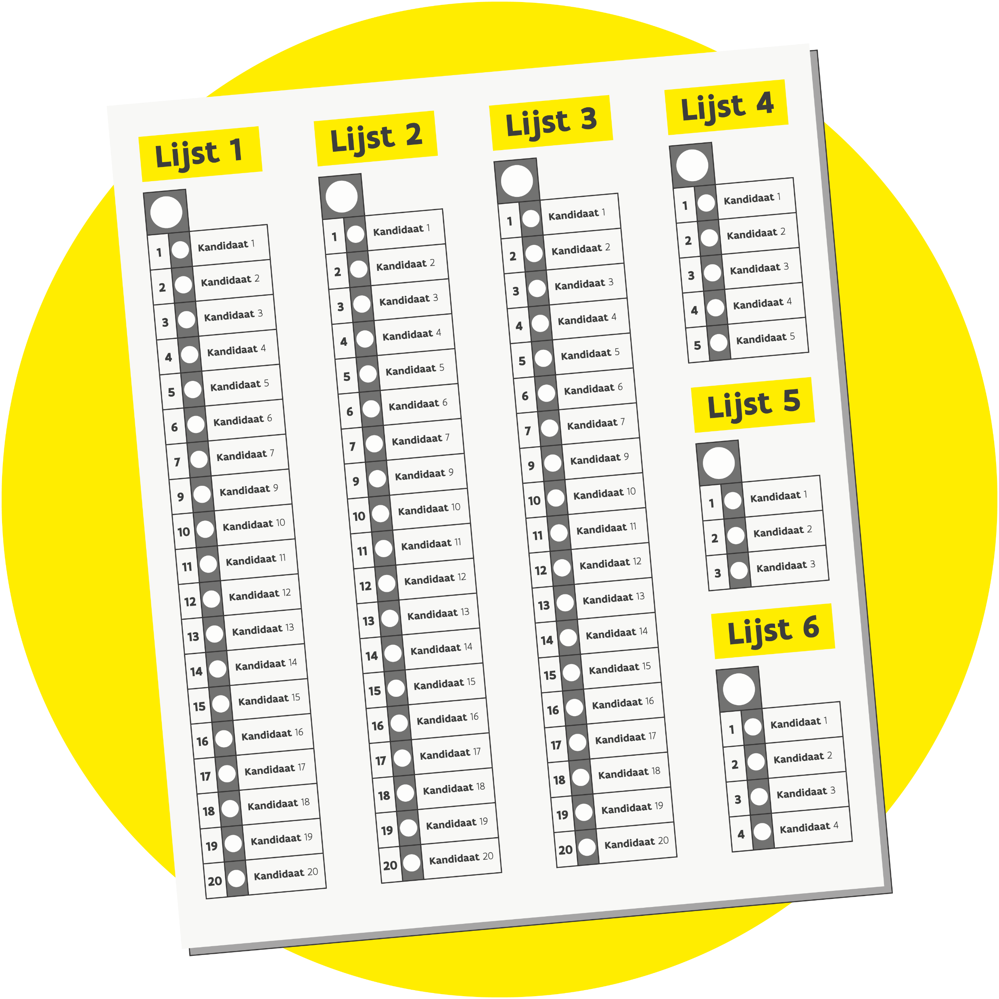 Lijst 1
1 Kandidaat 1
2 Kandidaat 2
3 Kandidaat 3
4 Kandidaat 4
5 Kandidaat 5
6 Kandidaat 6
7 Kandidaat 7
9 Kandidaat 9
10 Kandidaat 10
11 Kandidaat 11
12 Kandidaat 12
13 Kandidaat 13
14 Kandidaat 14
15 Kandidaat 15
16 Kandidaat 16
17 Kandidaat 17
18 Kandidaat 18
19 Kandidaat 19
20 Kandidaat 20
Lijst 2
1 Kandidaat 1
2 Kandidaat 2
3 Kandidaat 3
4 Kandidaat 4
5 Kandidaat 5
6 Kandidaat 6
7 Kandidaat 7
9 Kandidaat 9
10 Kandidaat 10
11 Kandidaat 11
12 Kandidaat 12
13 Kandidaat 13
14 Kandidaat 14
15 Kandidaat 15
16 Kandidaat 16
17 Kandidaat 17
18 Kandidaat 18
19 Kandidaat 19
20 Kandidaat 20
Lijst 3
1 Kandidaat 1
2 Kandidaat 2
3 Kandidaat 3
4 Kandidaat 4
5 Kandidaat 5
6 Kandidaat 6
7 Kandidaat 7
9 Kandidaat 9
10 Kandidaat 10
11 Kandidaat 11
12 Kandidaat 12
13 Kandidaat 13
14 Kandidaat 14
15 Kandidaat 15
16 Kandidaat 16
17 Kandidaat 17
18 Kandidaat 18
19 Kandidaat 19
20 Kandidaat 20
Lijst 4
1 Kandidaat 1
2 Kandidaat 2
3 Kandidaat 3
4 Kandidaat 4
5 Kandidaat 5
Lijst 5
1 Kandidaat 1
2 Kandidaat 2
3 Kandidaat 3
Lijst 6
1 Kandidaat 1
2 Kandidaat 2
3 Kandidaat 3
4 Kandidaat 4